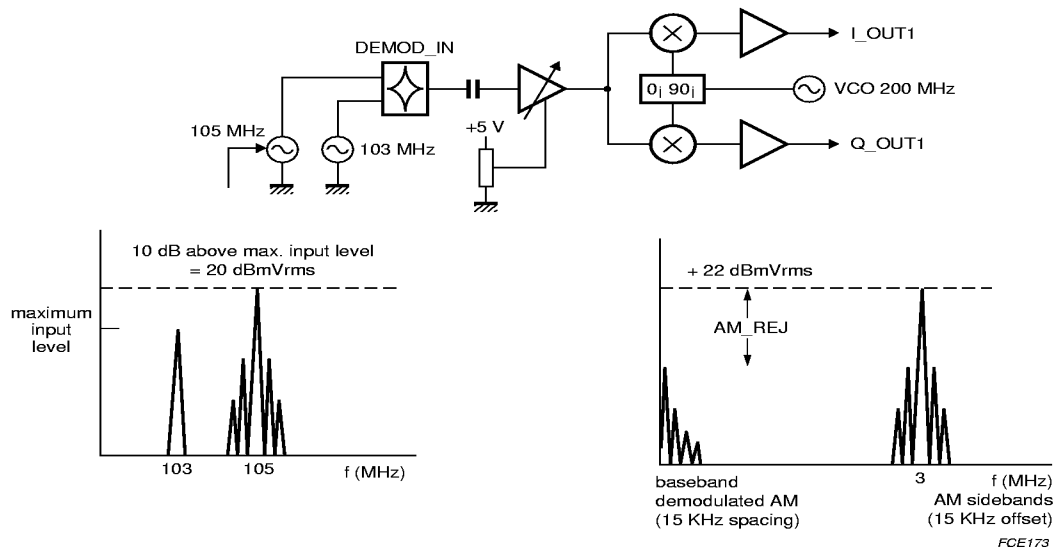 DEMOD_IN
I_OUT1
0¡ 90¡
VCO 200 MHz
+5 V
105 MHz
103 MHz
Q_OUT1
10 dB above max. input level
= 20 dBmVrms
maximum
input
level
103
105
f (MHz)
+ 22 dBmVrms
AM_REJ
3
f (MHz)
baseband
demodulated AM
(15 KHz spacing)
AM sidebands
(15 KHz offset)
FCE173